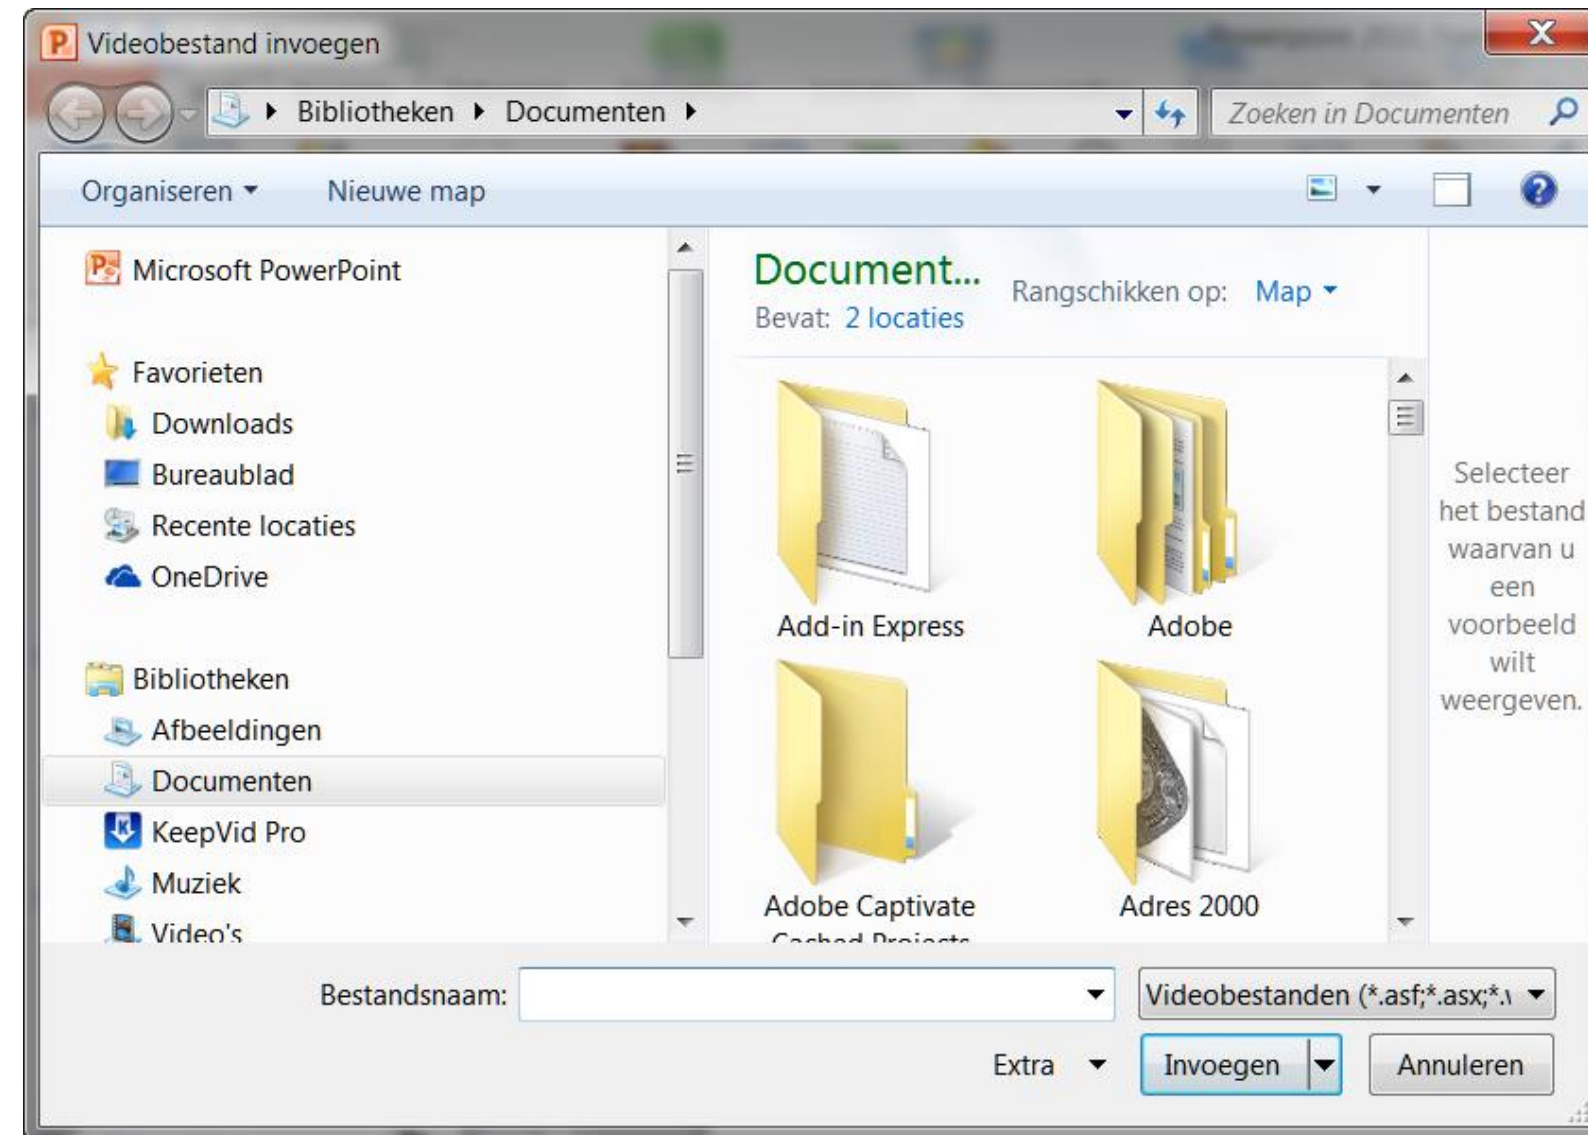 Videobestand invoegen
Bibliotheken Documenten
Zoeken in Documenten
Organiseren
Nieuwe map
Microsoft PowerPoint
Favorieten
Downloads
Bureaublad
Recente locaties
OneDrive
Bibliotheken
Afbeeldingen
Documenten
KeepVid Pro
Muziek
Video's
Document...
Bevat: 2 locaties
Rangschikken op: Map
Add-in Express
Adobe
Adobe Captivate
Cached Projects
Adres 2000
Selecteer
het bestand
waarvan u
een
voorbeeld
wilt
weergeven.
Bestandsnaam:
Videobestanden (*.asf;*.asx;*.
Extra
Invoegen
Annuleren